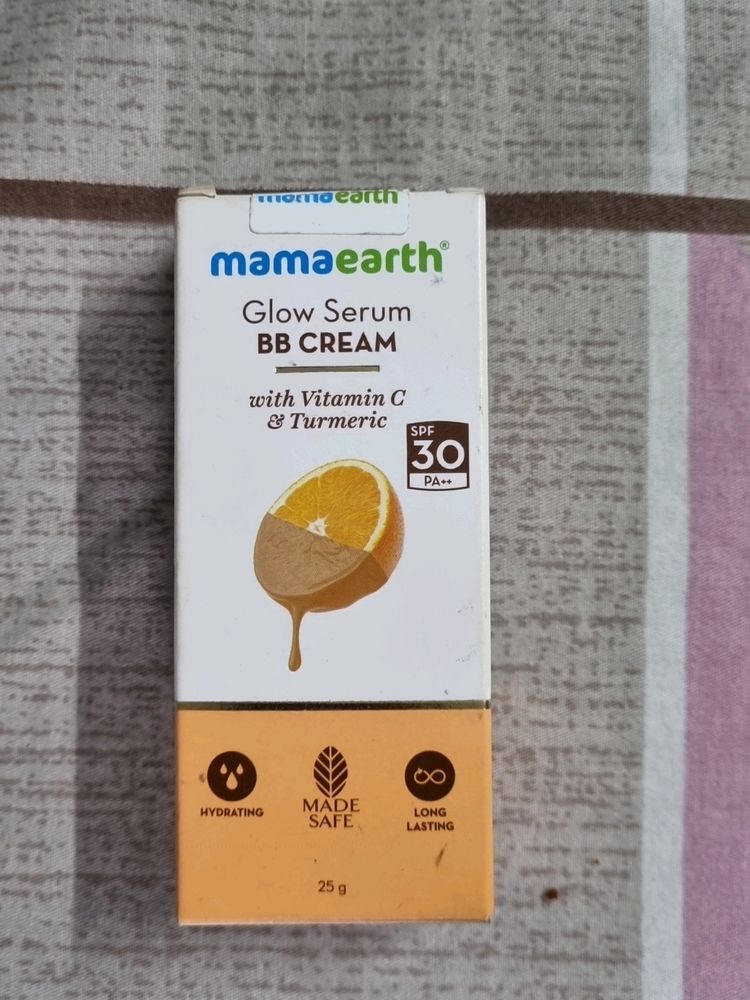 mamaearth
mamaearth®
Glow Serum
BB CREAM
with Vitamin C
& Turmeric
SPF
30
PA++
HYDRATING
MADE
SAFE
LONG
LASTING
25 g